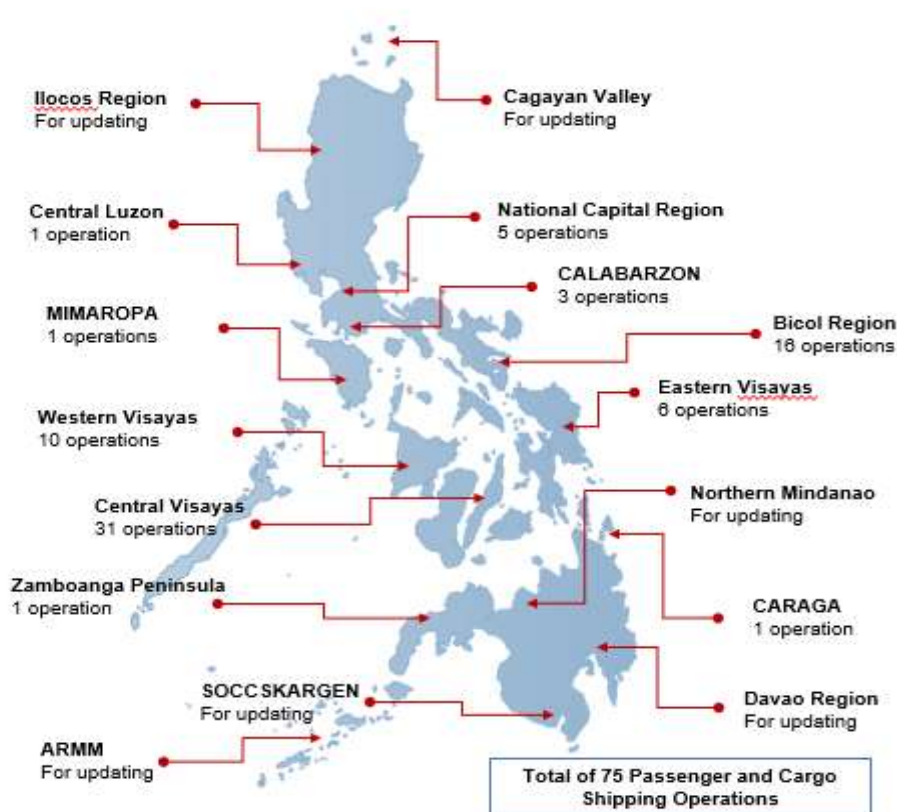 Ilocos Region
For updating
Cagayan Valley
For updating
Central Luzon
1 operation
National Capital Region
5 operations
CALABARZON
3 operations
MIMAROPA
1 operations
Bicol Region
16 operations
Eastern Visayas
6 operations
Western Visayas
10 operations
Northern Mindanao
For updating
Central Visayas
31 operations
Zamboanga Peninsula
1 operation
CARAGA
1 operation
SOCCSKARGEN
For updating
Davao Region
For updating
ARMM
For updating
Total of 75 Passenger and Cargo
Shipping Operations